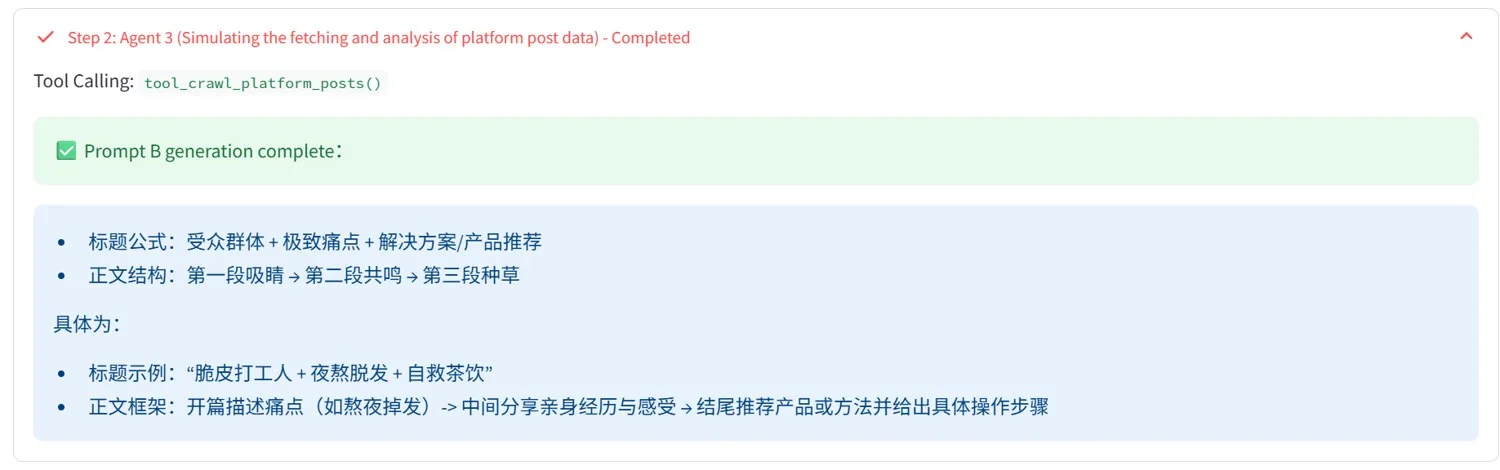 Step 2: Agent 3 (Simulating the fetching and analysis of platform post data) - Completed
Tool Calling: tool_crawl_platform_posts()
✅ Prompt B generation complete：
• 标题公式：受众群体 + 极致痛点 + 解决方案/产品推荐
• 正文结构：第一段吸睛 → 第二段共鸣 → 第三段种草
具体为：
• 标题示例：“脆皮打工人 + 夜熬脱发 + 自救茶饮”
• 正文框架：开篇描述痛点（如熬夜掉发）-> 中间分享亲身经历与感受 → 结尾推荐产品或方法并给出具体操作步骤